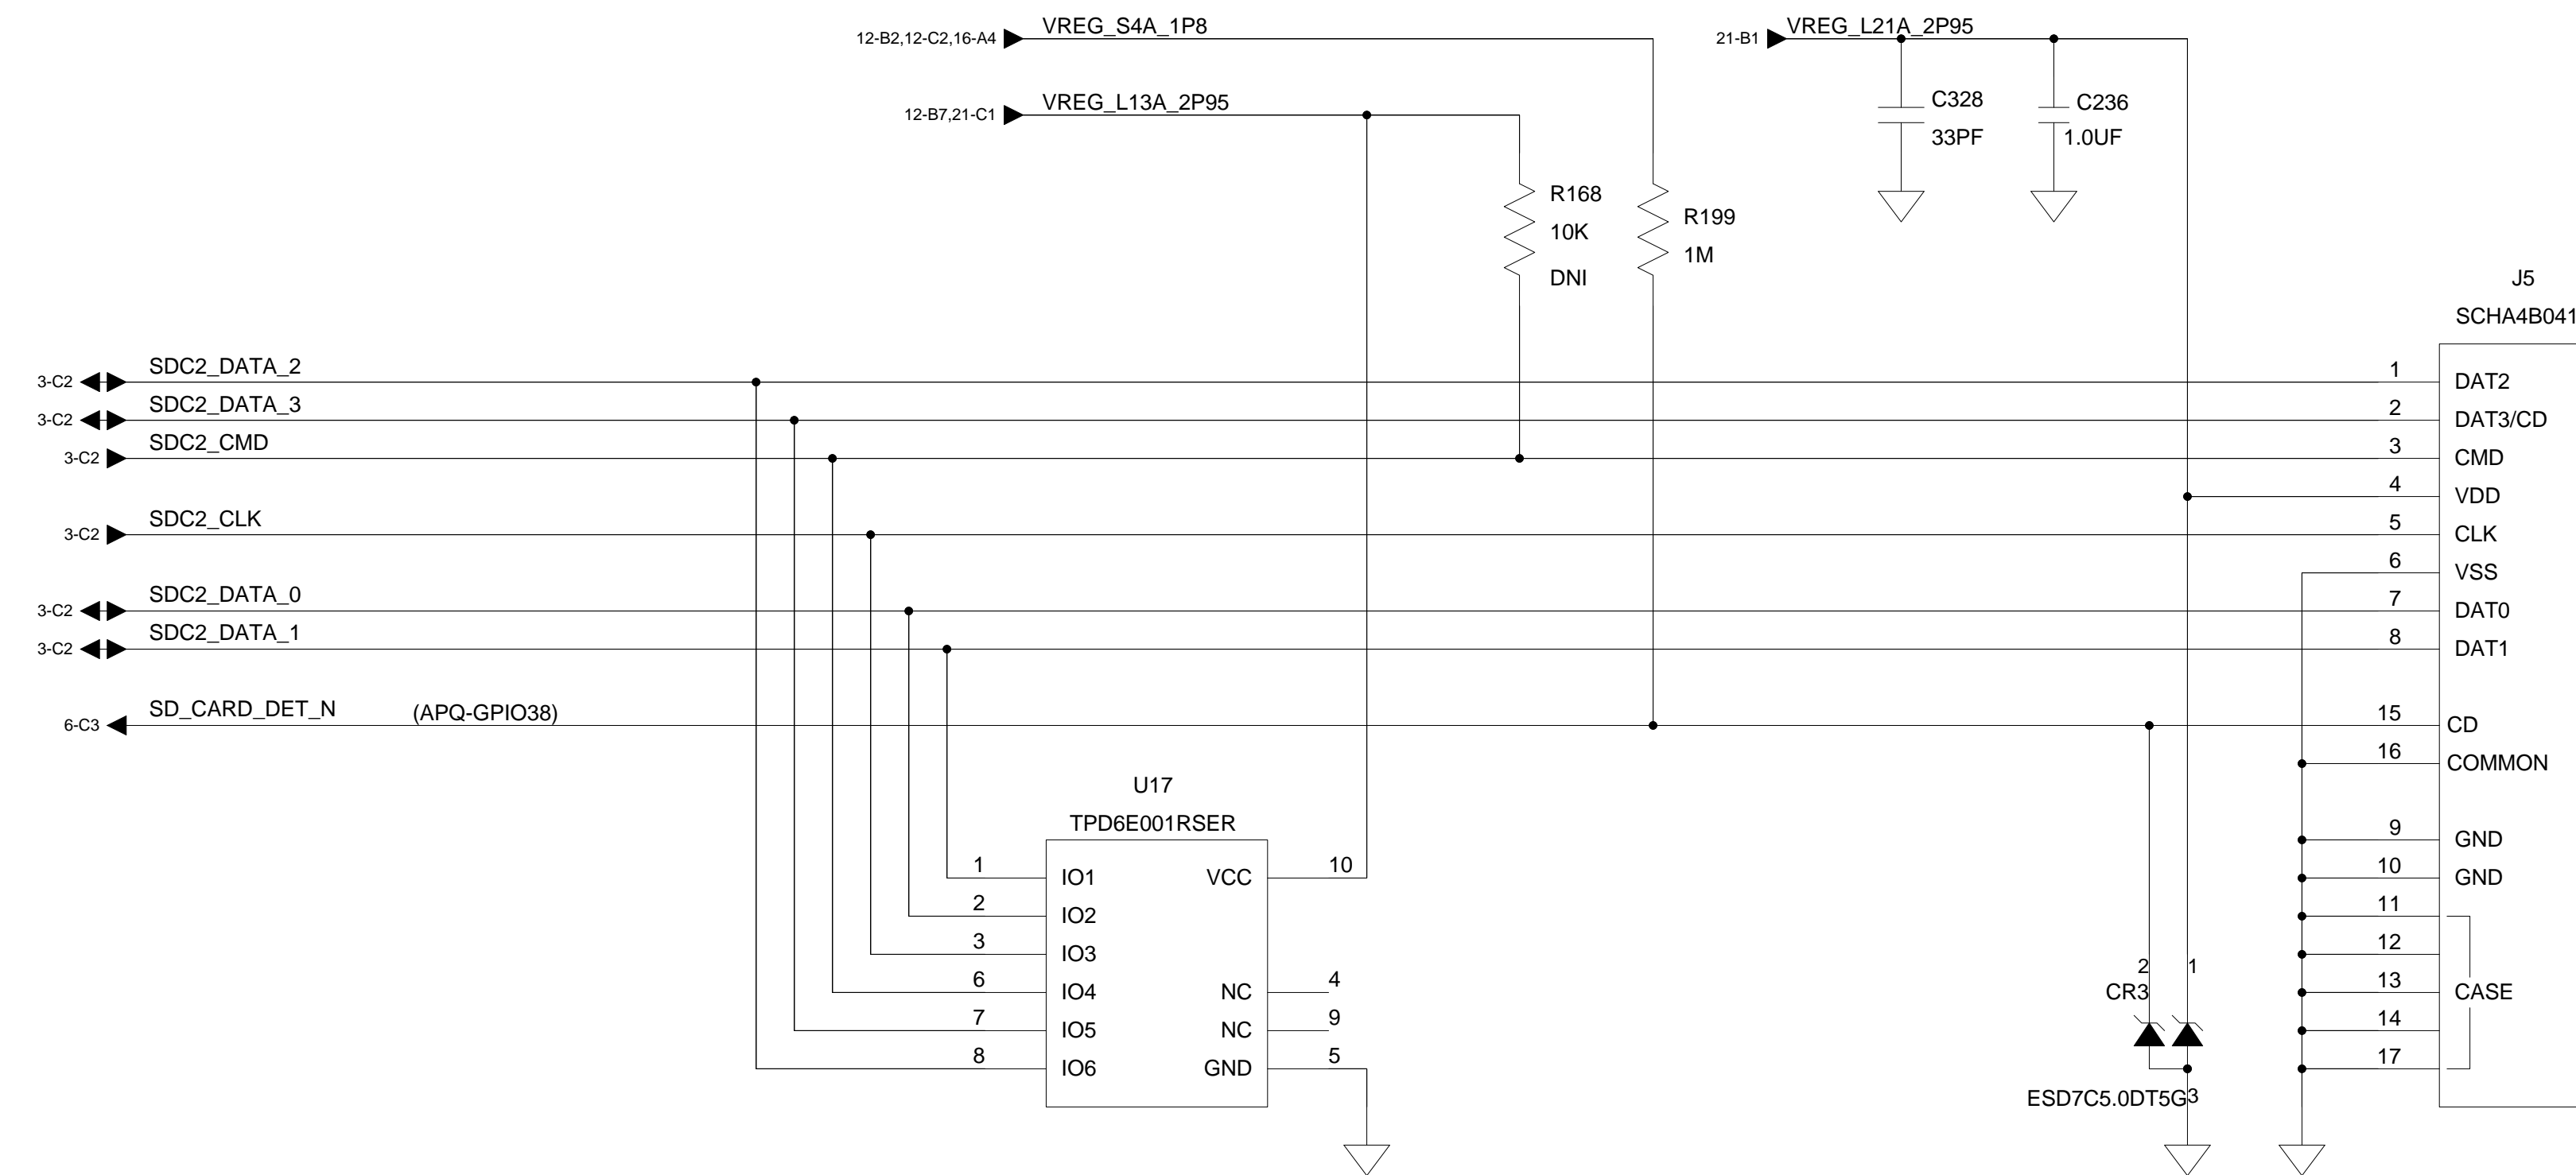 12-B2,12-C2,16-A4 VREG_S4A_1P8
21-B1 VREG_L21A_2P95
12-B7,21-C1 VREG_L13A_2P95
C328
33PF
C236
1.0UF
R168
10K
DNI
R199
1M
J5
SCHA4B041
3-C2 SDC2_DATA_2
3-C2 SDC2_DATA_3
3-C2 SDC2_CMD
3-C2 SDC2_CLK
3-C2 SDC2_DATA_0
3-C2 SDC2_DATA_1
6-C3 SD_CARD_DET_N (APQ-GPIO38)
1 DAT2
2 DAT3/CD
3 CMD
4 VDD
5 CLK
6 VSS
7 DAT0
8 DAT1
15 CD
16 COMMON
9 GND
10 GND
11
12
13 CASE
14
17
U17
TPD6E001RSER
1 IO1 VCC 10
2 IO2
3 IO3
6 IO4 NC 4
7 IO5 NC 9
8 IO6 GND 5
2 1
CR3
ESD7C5.0DT5G 3